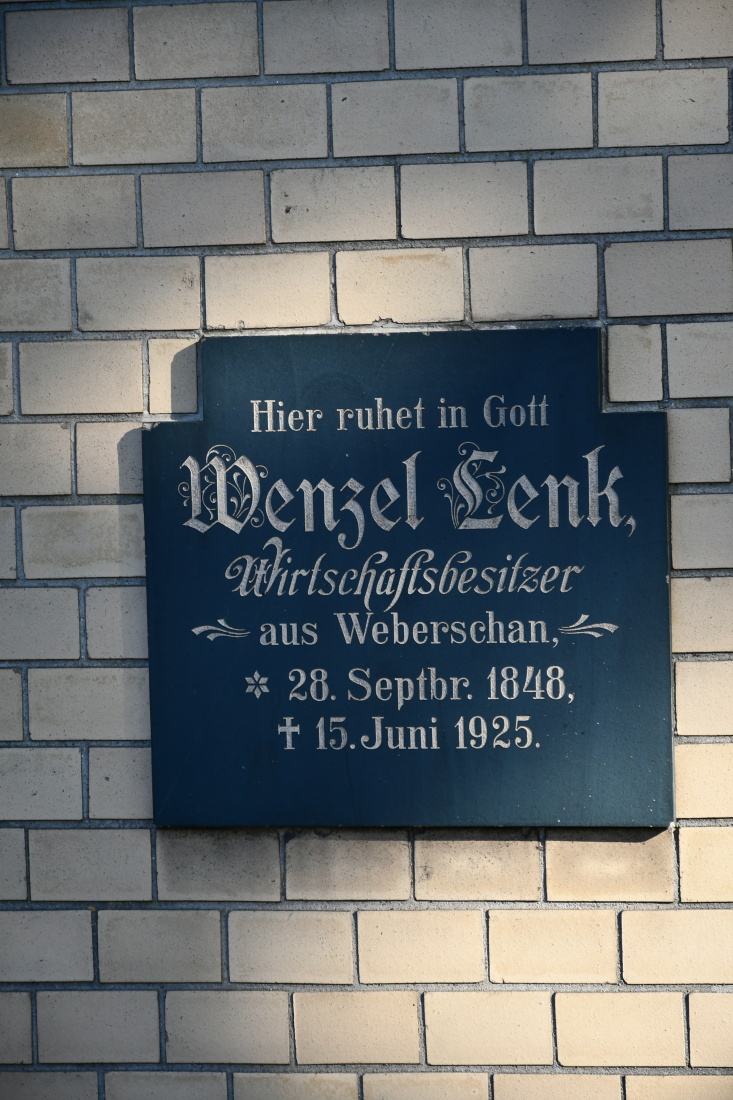 Hier ruhet in Gott
Wenzel Lenk,
Wirtschaftsbesitzer
aus Weberschan,
* 28. Septbr. 1848,
† 15. Juni 1925.